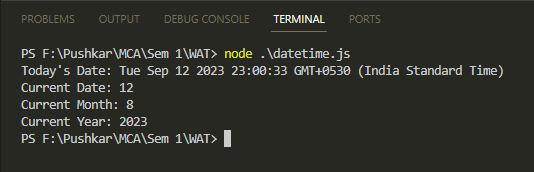 PROBLEMS OUTPUT DEBUG CONSOLE TERMINAL PORTS
PS F:\Pushkar\MCA\Sem 1\WAT> node .\datetime.js
Today's Date: Tue Sep 12 2023 23:00:33 GMT+0530 (India Standard Time)
Current Date: 12
Current Month: 8
Current Year: 2023
PS F:\Pushkar\MCA\Sem 1\WAT>